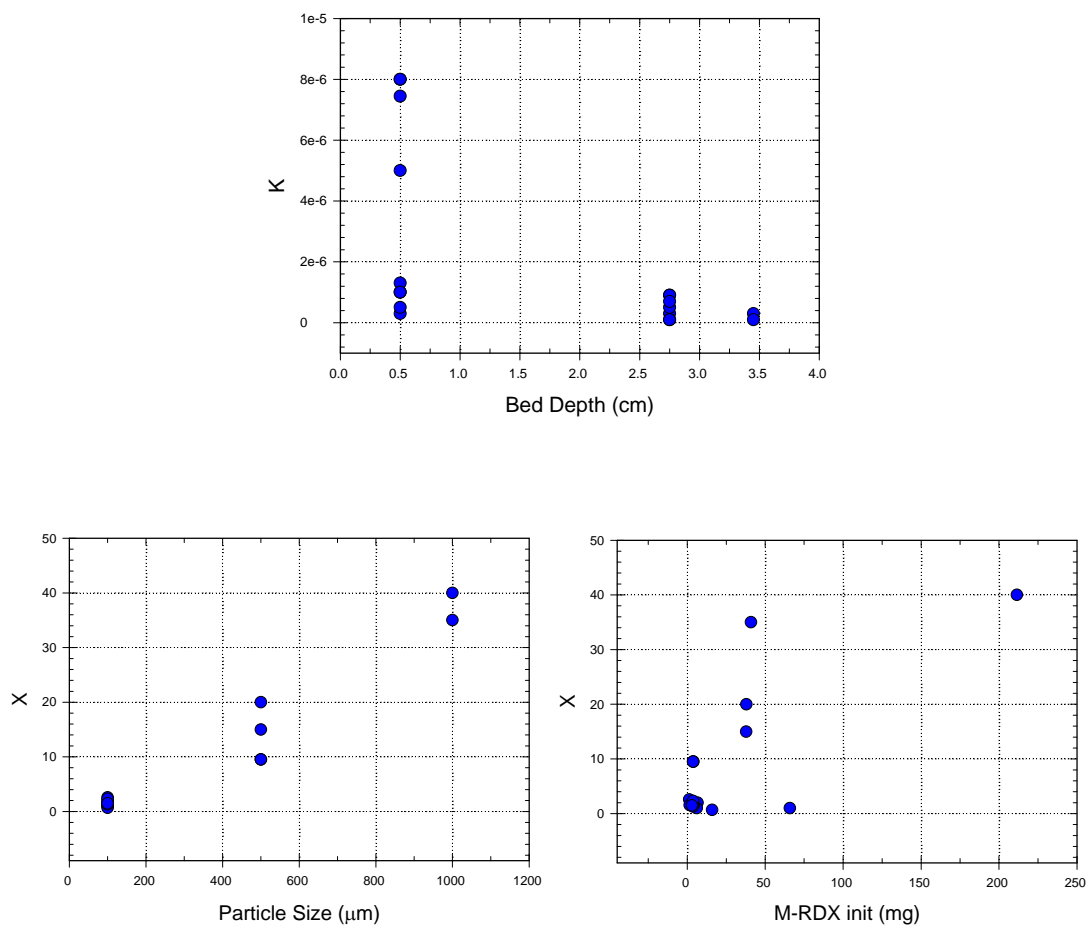 1e-5
8e-6
6e-6
4e-6
2e-6
0
K
0.0 0.5 1.0 1.5 2.0 2.5 3.0 3.5 4.0
Bed Depth (cm)
50
40
30
20
10
0
X
0 200 400 600 800 1000 1200
Particle Size (μm)
50
40
30
20
10
0
X
0 50 100 150 200 250
M-RDX init (mg)